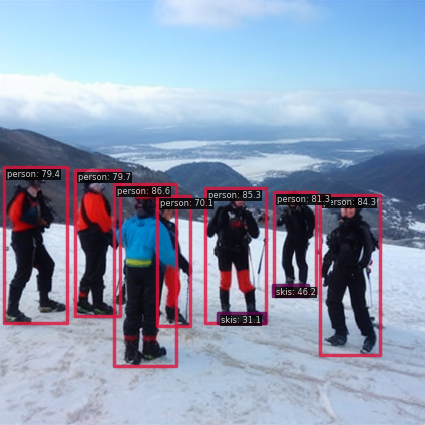 person: 79.4
person: 79.7
person: 86.6
person: 70.1
person: 85.3
person: 81.3
erson: 84.3
skis: 46.2
skis: 31.1